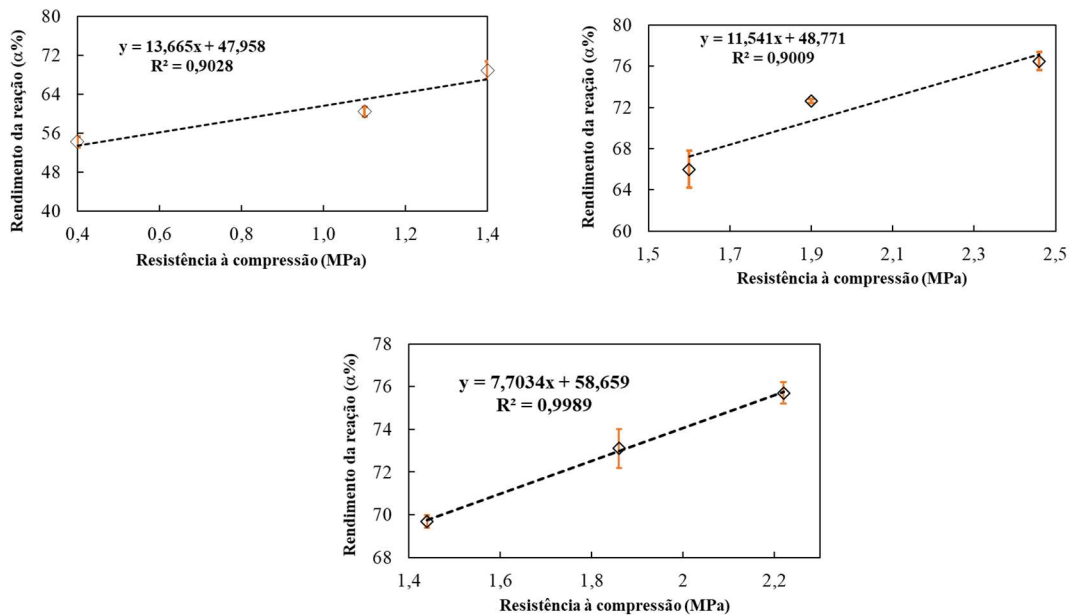 80
72
64
56
48
40
Rendimento da reação (α%)
y = 13,665x + 47,958
R² = 0,9028
0,4 0,6 0,8 1,0 1,2 1,4
Resistência à compressão (MPa)
80
76
72
68
64
60
Rendimento da reação (α%)
y = 11,541x + 48,771
R² = 0,9009
1,5 1,7 1,9 2,1 2,3 2,5
Resistência à compressão (MPa)
78
76
74
72
70
68
Rendimento da reação (α%)
y = 7,7034x + 58,659
R² = 0,9989
1,4 1,6 1,8 2 2,2
Resistência à compressão (MPa)